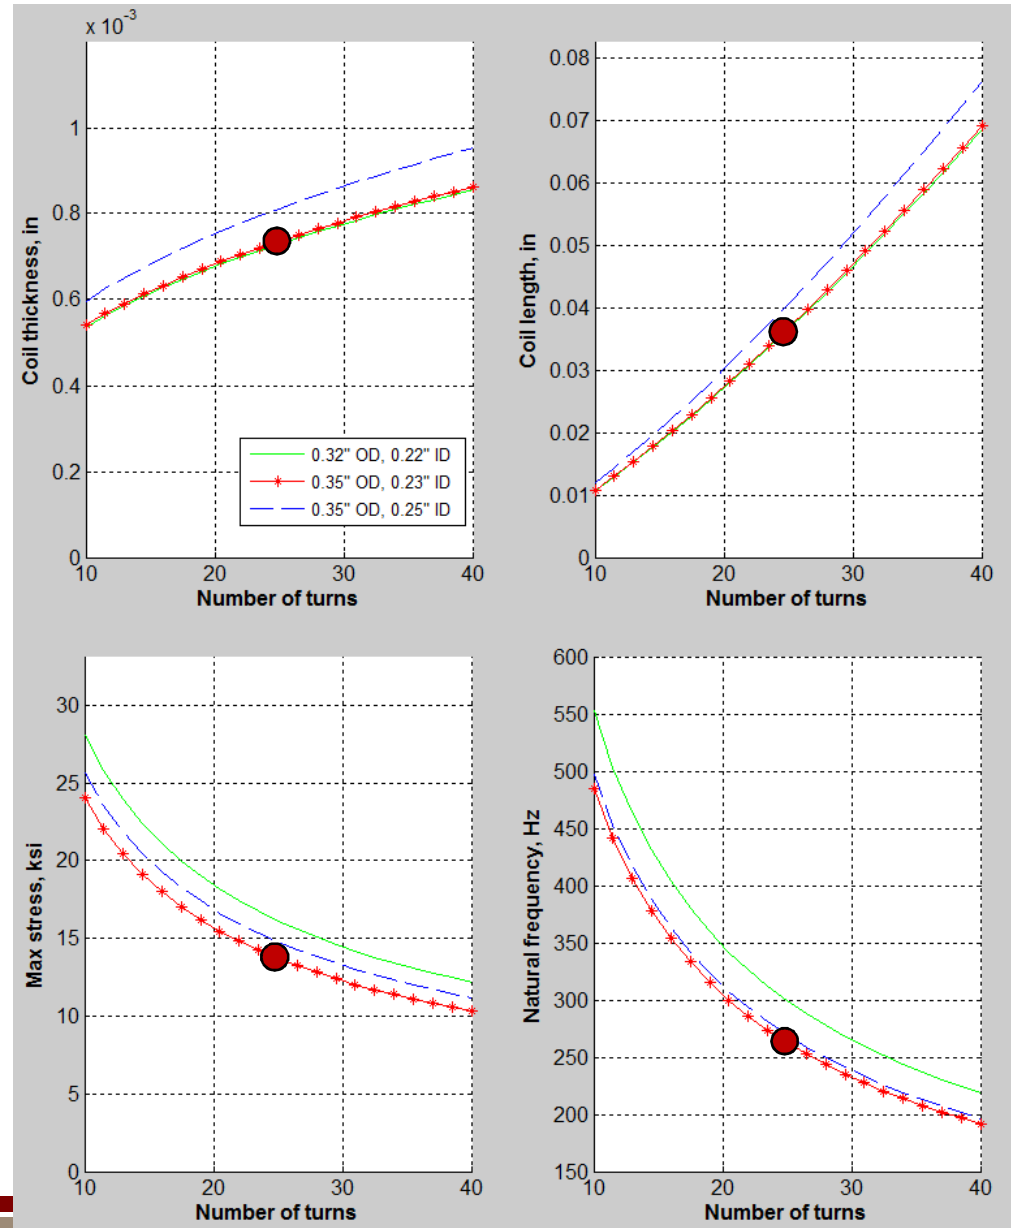 x 10-3
1
0.8
0.6
0.4
0.2
0
Coil thickness, in
0.32" OD, 0.22" ID
0.35" OD, 0.23" ID
0.35" OD, 0.25" ID
10 20 30 40
Number of turns
0.08
0.07
0.06
0.05
0.04
0.03
0.02
0.01
0
Coil length, in
10 20 30 40
Number of turns
30
25
20
15
10
5
0
Max stress, ksi
10 20 30 40
Number of turns
600
550
500
450
400
350
300
250
200
150
Natural frequency, Hz
10 20 30 40
Number of turns